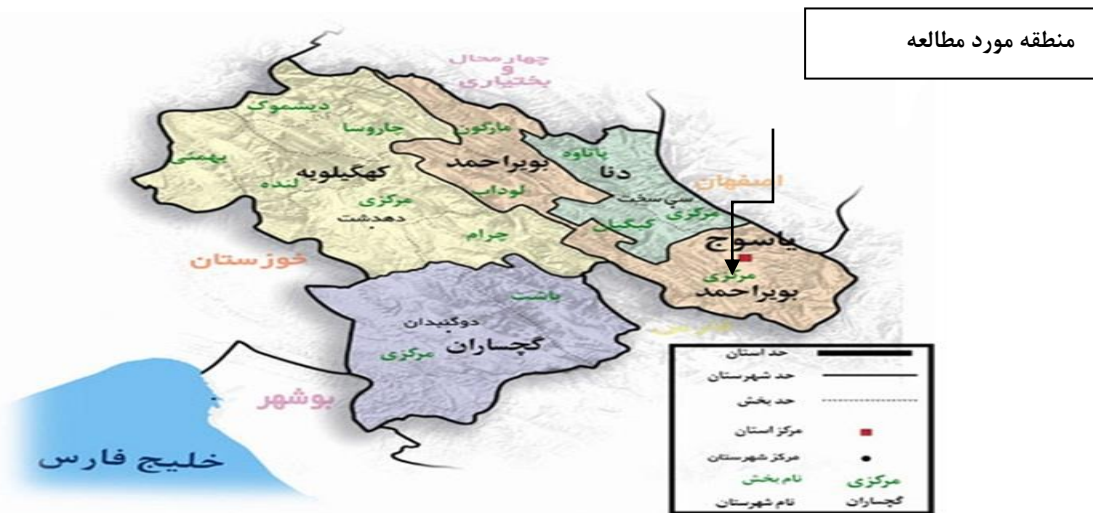 منطقه مورد مطالعه
چهارمحال
و
بختیاری
دیشموک
چاروسا
مارگون
پاتاوه
بهمئی
بویراحمد
دنا
کهگیلویه
لنده
لوداب
اصفهان
سی سخت
مرکزی
مرکزی
دهدشت
کبگیان
چرام
یاسوج
خوزستان
مرکزی
بویراحمد
باشت
دوگنبدان
گچساران
مرکزی
بوشهر
خلیج فارس
حد استان
حد شهرستان
حد بخش
مرکز استان
مرکز شهرستان
نام بخش مرکزی
نام شهرستان گچساران